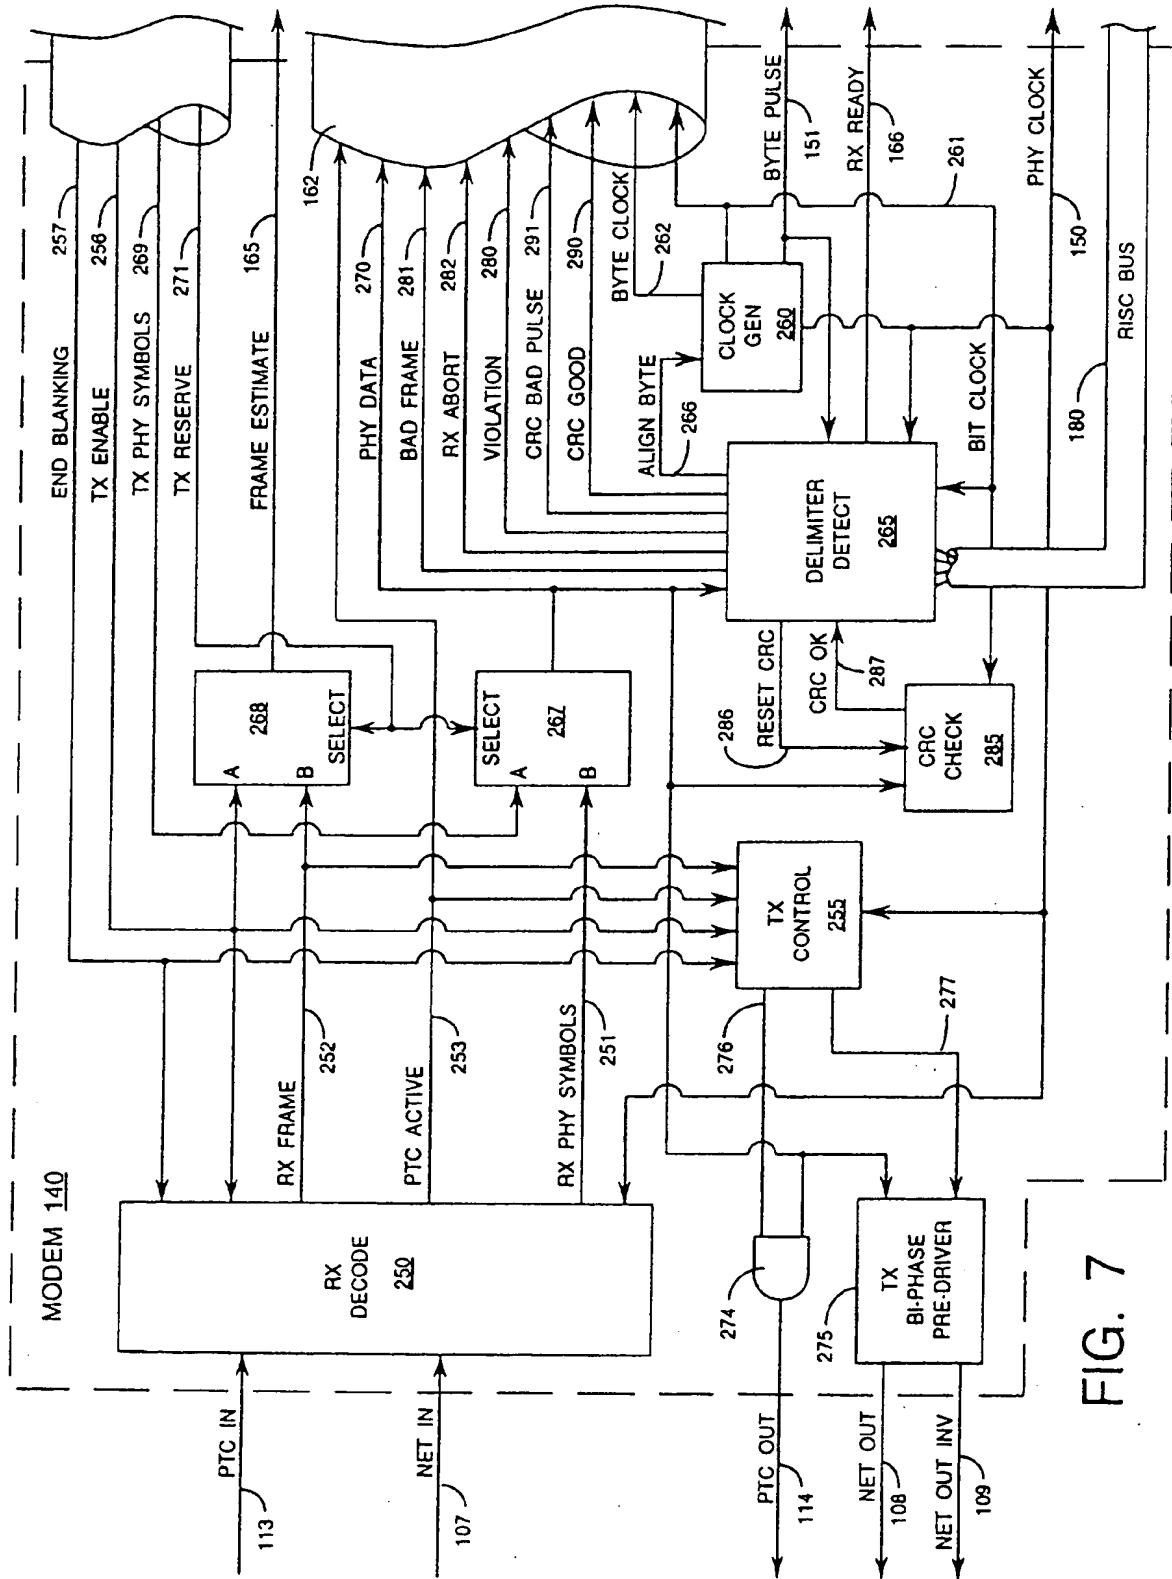 MODEM 140
END BLANKING
257
TX ENABLE
256
TX PHY SYMBOLS
269
TX RESERVE
271
FRAME ESTIMATE
165
162
PHY DATA
270
BAD FRAME
281
RX ABORT
282
VIOLATION
280
CRC BAD PULSE
291
CRC GOOD
290
BYTE CLOCK
262
BYTE PULSE
151
RX READY
166
261
PHY CLOCK
150
RISC BUS
180
BIT CLOCK
ALIGN BYTE
266
CLOCK
GEN
260
DELIMITER
DETECT
265
A
B
SELECT
268
SELECT
A
B
267
286
RESET CRC
CRC OK
287
CRC
CHECK
285
TX
CONTROL
255
276
277
RX FRAME
252
PTC ACTIVE
253
RX PHY SYMBOLS
251
RX
DECODE
250
PTC IN
113
NET IN
107
274
PTC OUT
114
275
TX
BI-PHASE
PRE-DRIVER
NET OUT
108
NET OUT INV
109
FIG. 7